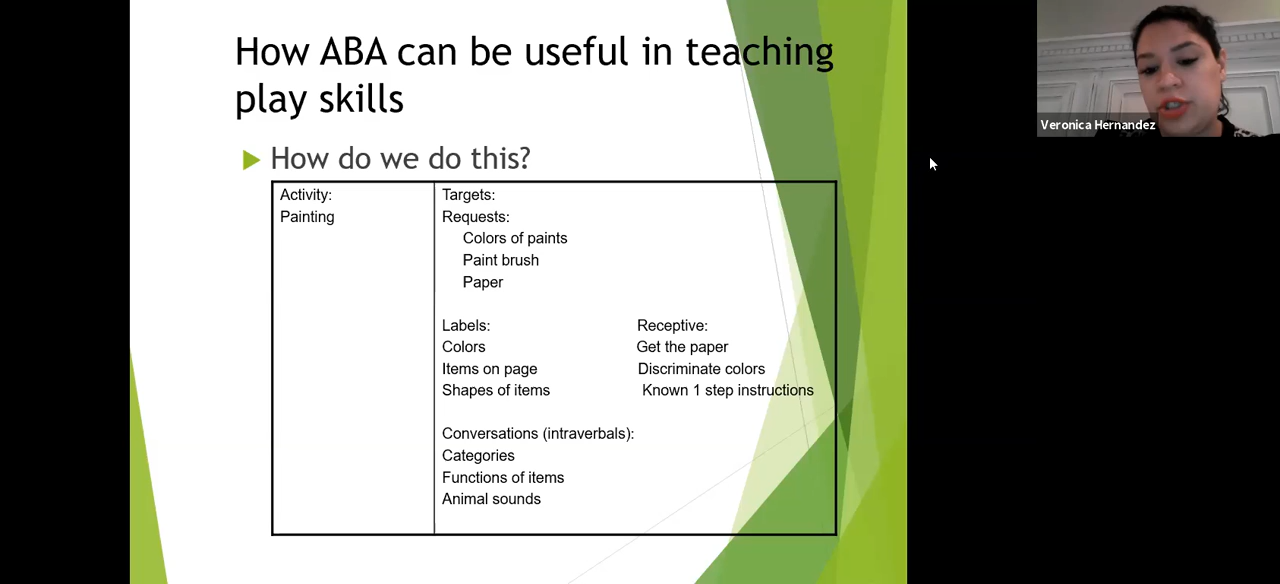 How ABA can be useful in teaching
play skills
How do we do this?
Activity:
Painting
Targets:
Requests:
Colors of paints
Paint brush
Paper
Labels:
Colors
Items on page
Shapes of items
Receptive:
Get the paper
Discriminate colors
Known 1 step instructions
Conversations (intraverbals):
Categories
Functions of items
Animal sounds
Veronica Hernandez